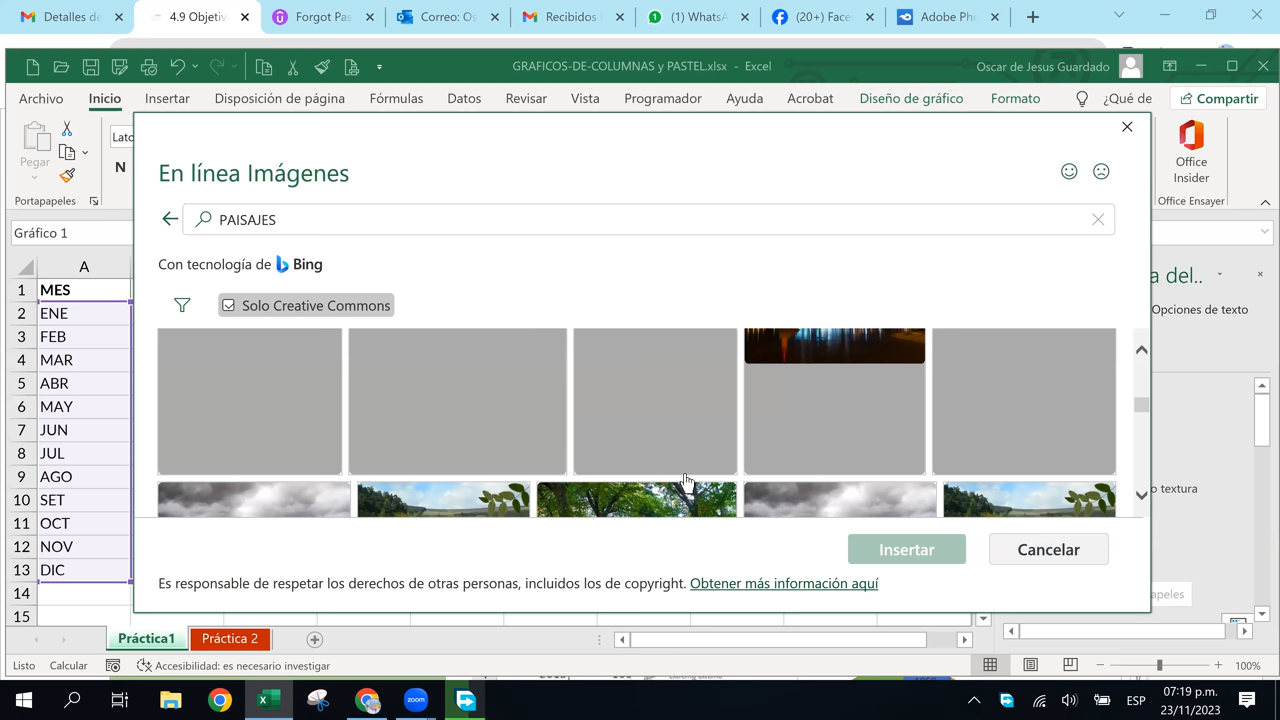 Detalles de
4.9 Objetiv
Forgot Pas
Correo: Os
Recibidos
(1) WhatsA
(20+) Face
Adobe Pho
GRAFICOS-DE-COLUMNAS y PASTEL.xlsx - Excel
Oscar de Jesus Guardado
Archivo
Inicio
Insertar
Disposición de página
Fórmulas
Datos
Revisar
Vista
Programador
Ayuda
Acrobat
Diseño de gráfico
Formato
¿Qué de
Compartir
Pegar
Lato
N
Portapapeles
Office
Insider
Office Ensayer
Gráfico 1
En línea Imágenes
PAISAJES
Con tecnología de Bing
Solo Creative Commons
a del..
Opciones de texto
o textura
apeles
A
1 MES
2 ENE
3 FEB
4 MAR
5 ABR
6 MAY
7 JUN
8 JUL
9 AGO
10 SET
11 OCT
12 NOV
13 DIC
14
15
Insertar
Cancelar
Es responsable de respetar los derechos de otras personas, incluidos los de copyright. Obtener más información aquí
Práctica1
Práctica 2
Listo
Calcular
Accesibilidad: es necesario investigar
100%
zoom
ESP
07:19 p.m.
23/11/2023